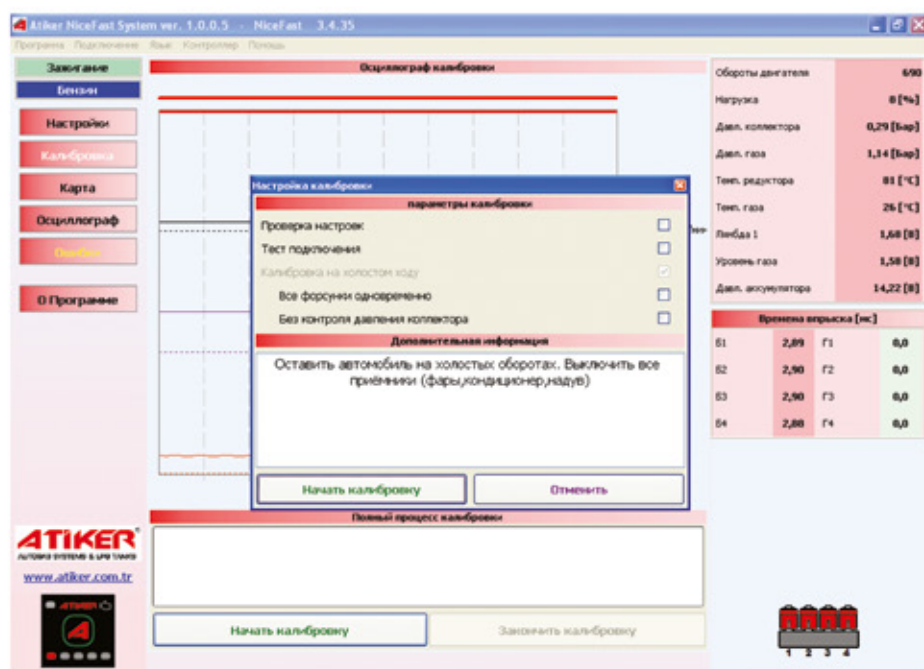 Atiker NiceFast System ver. 1.0.0.5 - NiceFast 3.4.35
Программа Подключение Язык Контроллер Помощь
Зажигание
Бензин
Настройки
Калибровка
Карта
Осциллограф
Ошибки
О Программе
ATIKER
AUTOGAS SYSTEMS & LPG TANKS
www.atiker.com.tr
ATIKER
Осциллограф калибровки
Настройка калибровки
параметры калибровки
Проверка настроек
Тест подключения
Калибровка на холостом ходу
Все форсунки одновременно
Без контроля давления коллектора
Дополнительная информация
Оставить автомобиль на холостых оборотах. Выключить все
приёмники (фары,кондиционер,надув)
Начать калибровку Отменить
Полный процесс калибровки
Начать калибровку Закончить калибровку
Обороты двигателя 690
Нагрузка 0 [%]
Давл. коллектора 0,29 [Бар]
Давл. газа 1,14 [Бар]
Темп. редуктора 81 [°C]
Темп. газа 26 [°C]
Лямбда 1 1,68 [В]
Уровень газа 1,58 [В]
Давл. аккумулятора 14,22 [В]
Времена впрыска [мс]
Б1 2,89 Г1 0,0
Б2 2,90 Г2 0,0
Б3 2,90 Г3 0,0
Б4 2,88 Г4 0,0
1 2 3 4